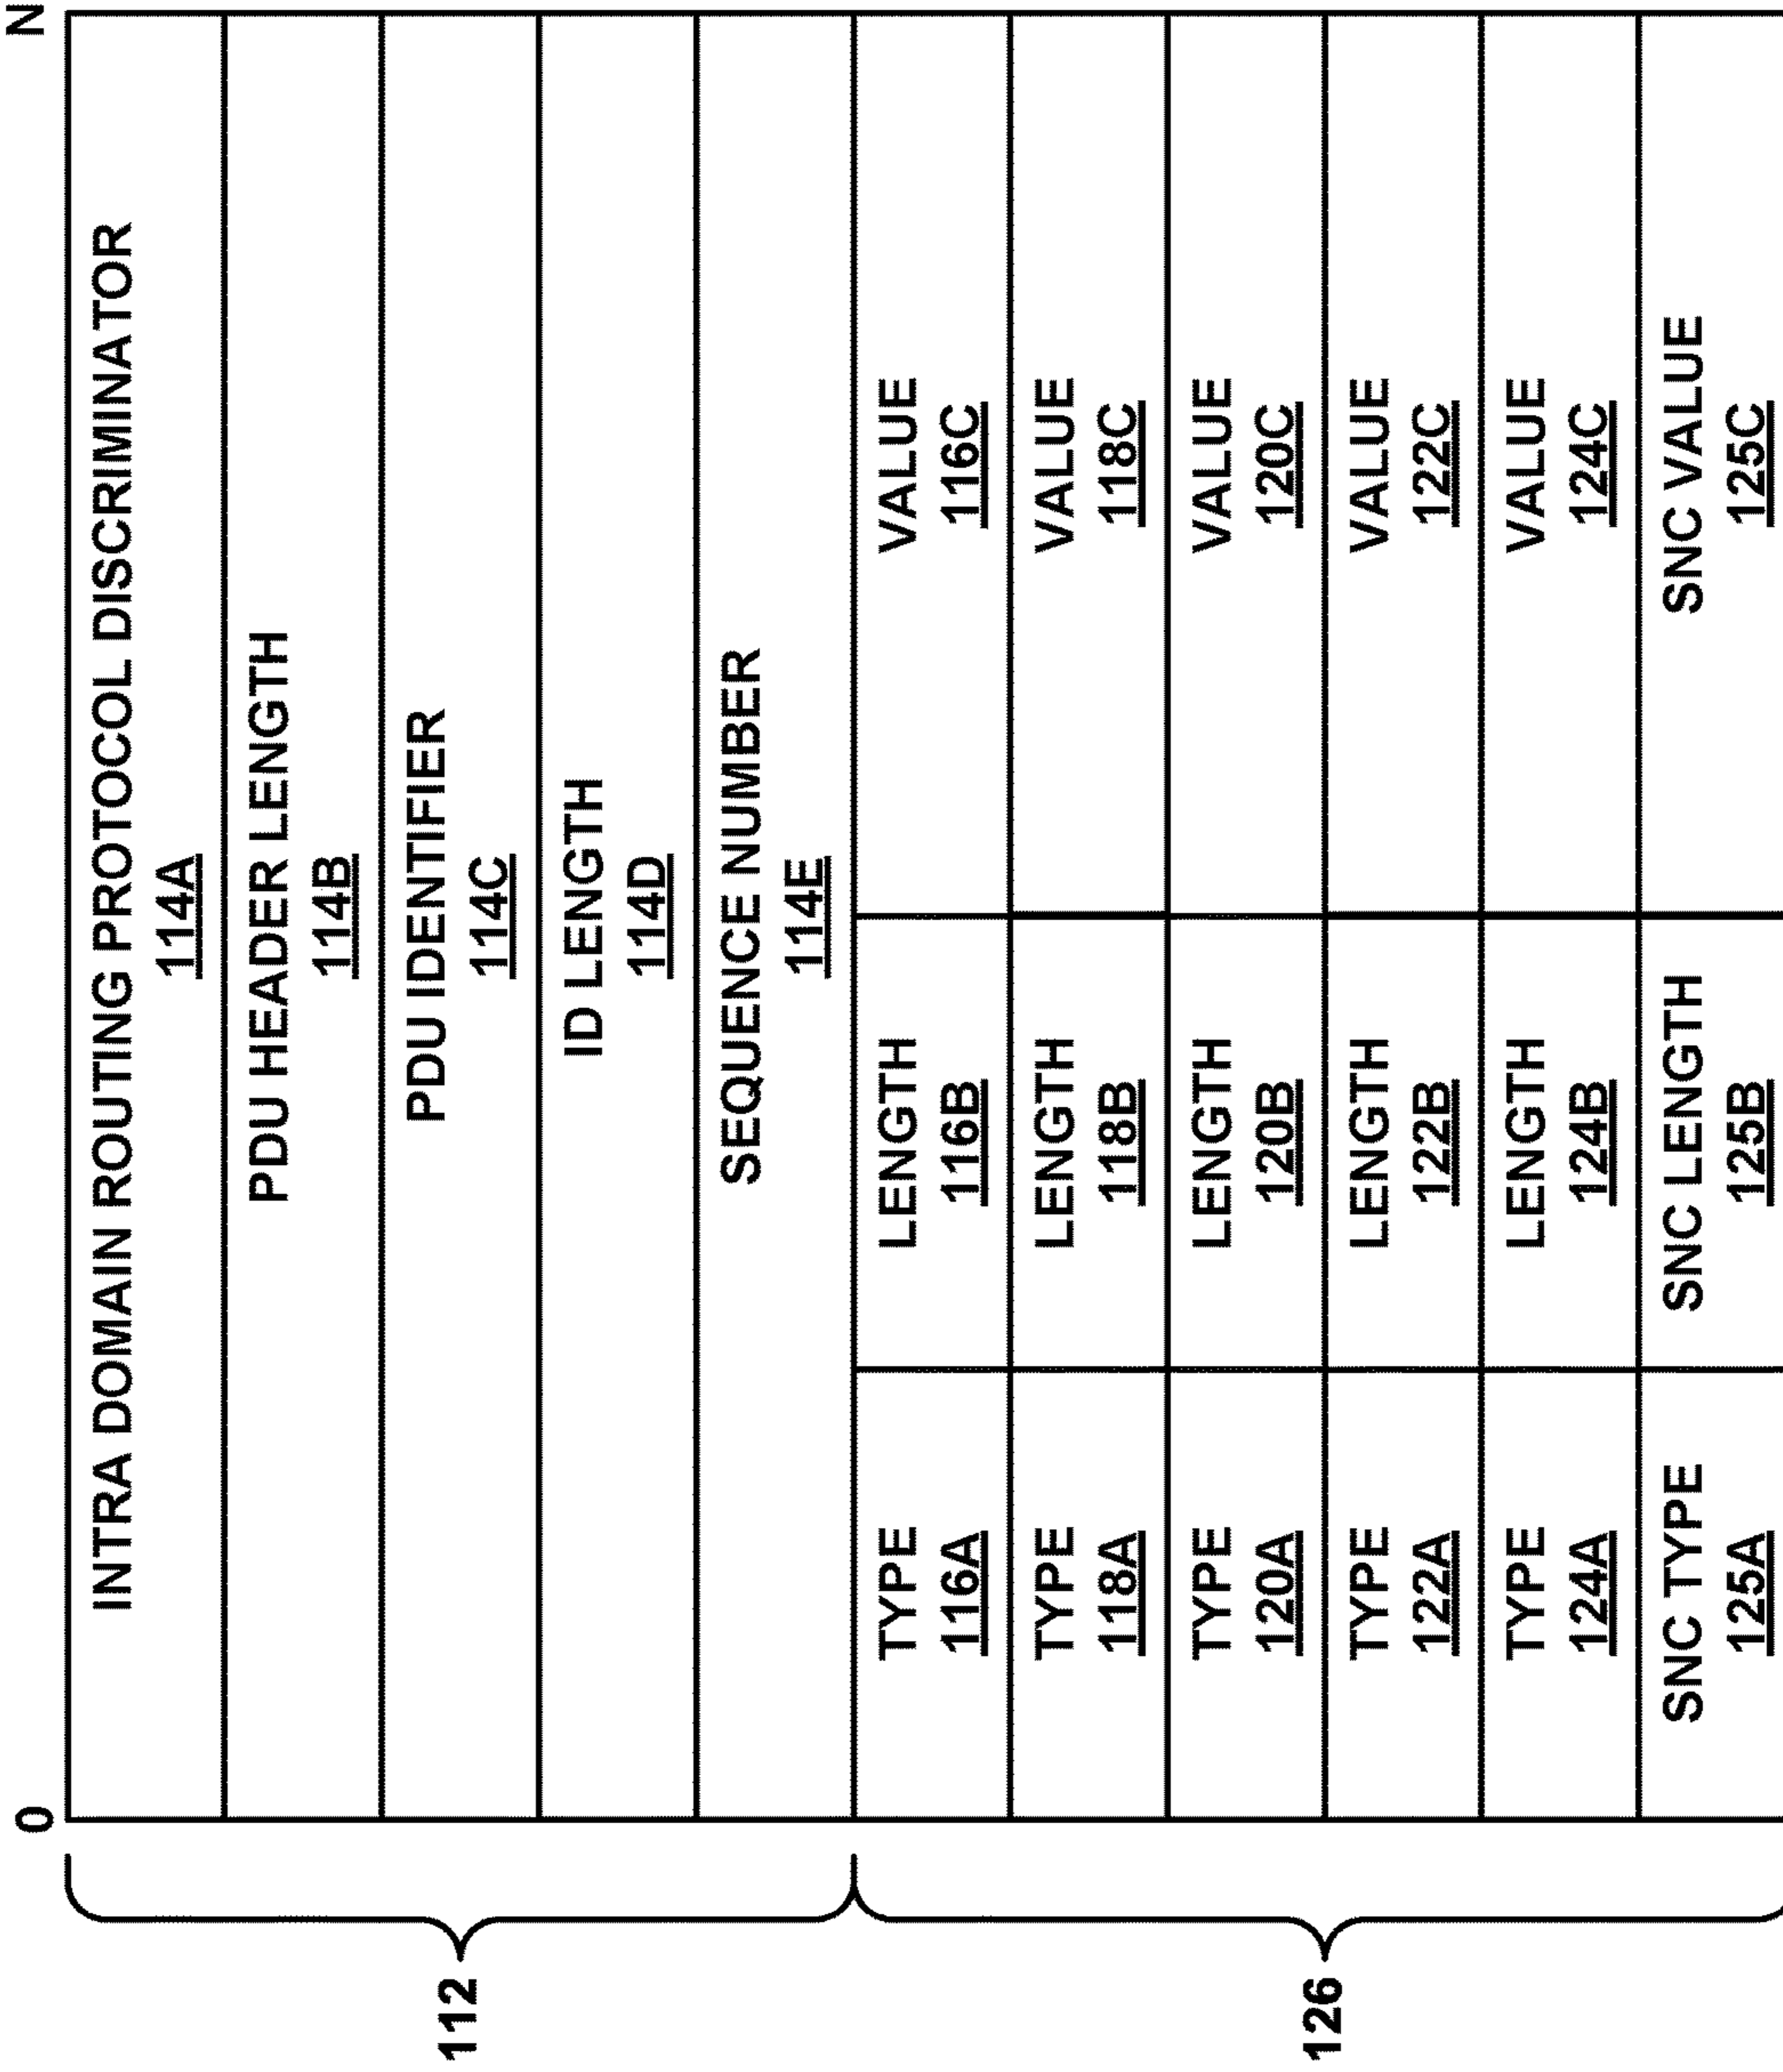 0
N
INTRA DOMAIN ROUTING PROTOCOL DISCRIMINATOR
114A
PDU HEADER LENGTH
114B
PDU IDENTIFIER
114C
ID LENGTH
114D
SEQUENCE NUMBER
114E
112
TYPE
116A
LENGTH
116B
VALUE
116C
TYPE
118A
LENGTH
118B
VALUE
118C
TYPE
120A
LENGTH
120B
VALUE
120C
TYPE
122A
LENGTH
122B
VALUE
122C
TYPE
124A
LENGTH
124B
VALUE
124C
SNC TYPE
125A
SNC LENGTH
125B
SNC VALUE
125C
126